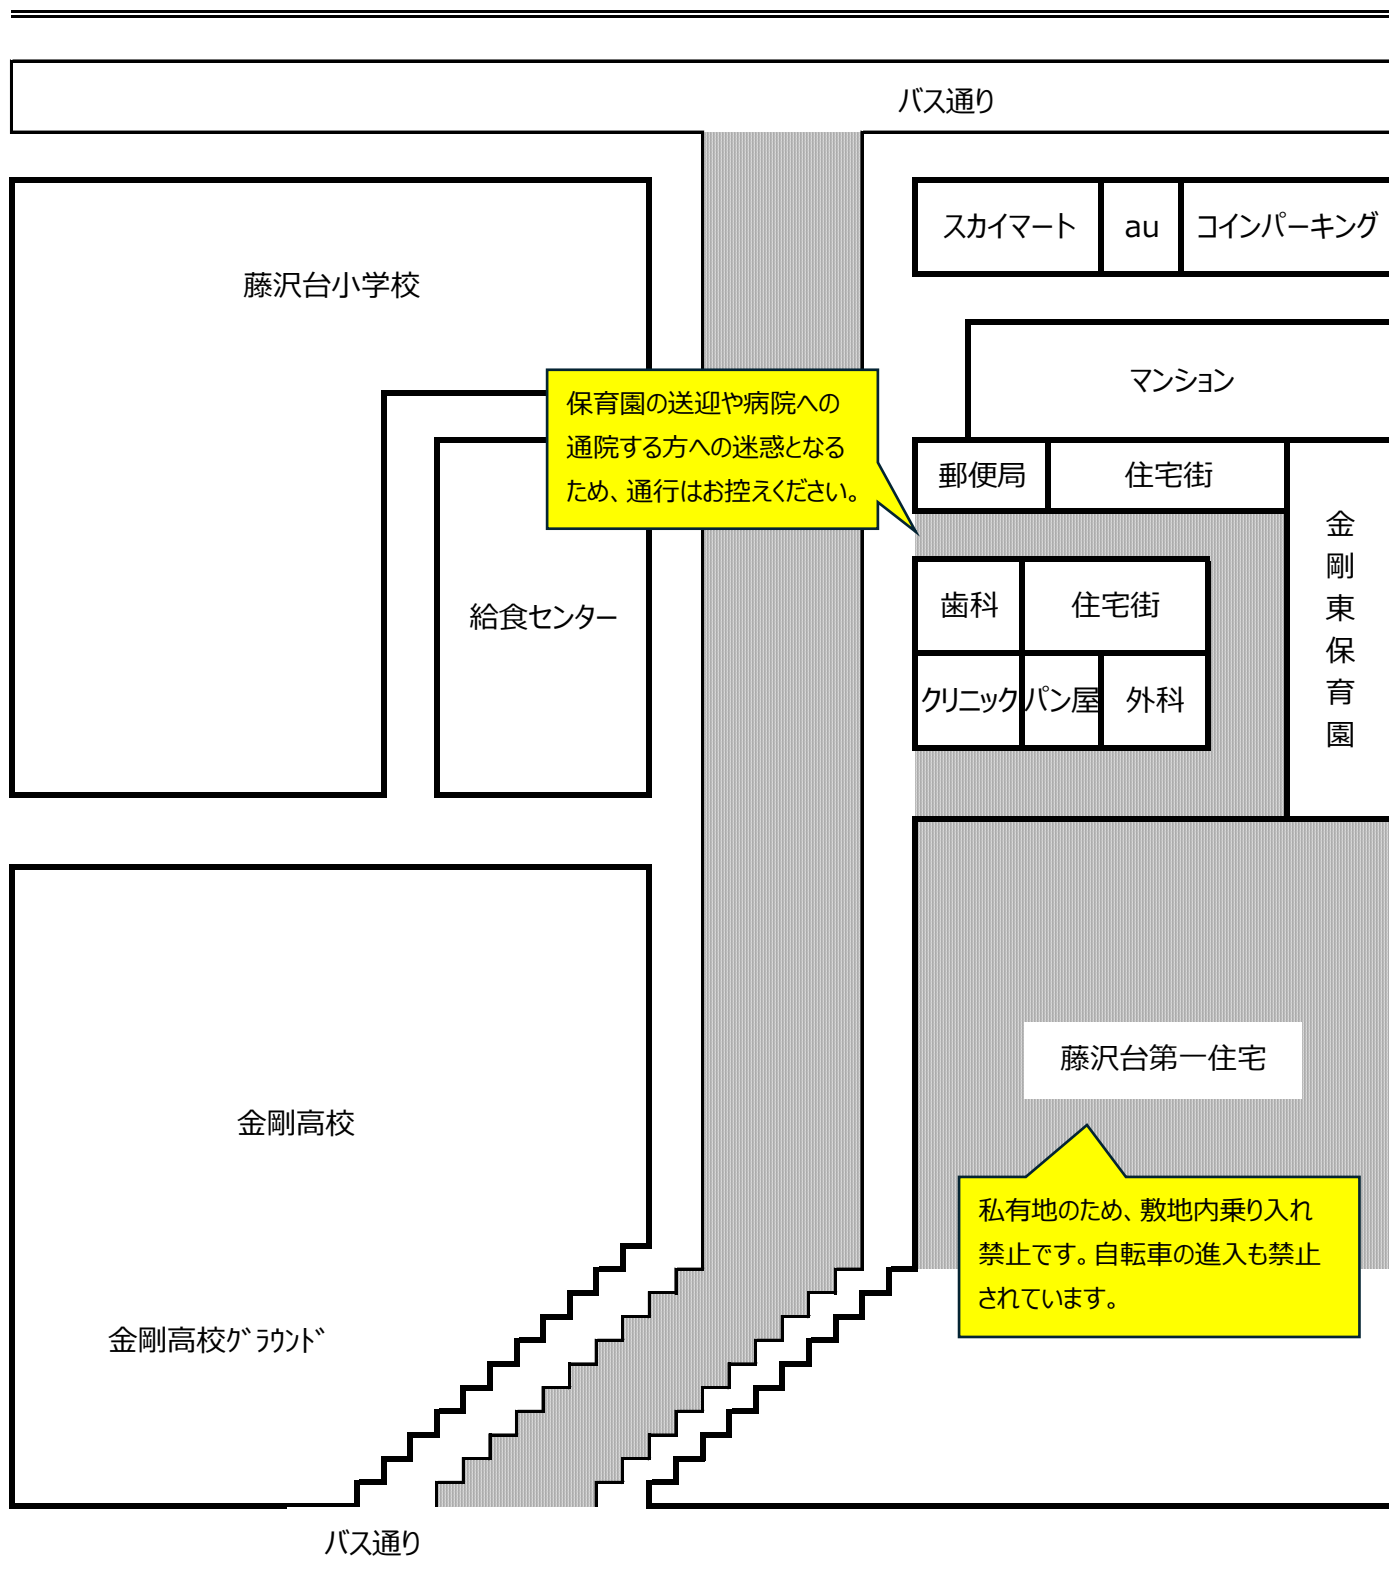 バス通り
スカイマート
au
コインパーキング
藤沢台小学校
マンション
保育園の送迎や病院への
通院する方への迷惑となる
ため、通行はお控えください。
郵便局
住宅街
金剛東保育園
歯科
住宅街
給食センター
クリニック
パン屋
外科
藤沢台第一住宅
金剛高校
私有地のため、敷地内乗り入れ
禁止です。自転車の進入も禁止
されています。
金剛高校ｸﾞﾗｳﾝﾄﾞ
バス通り